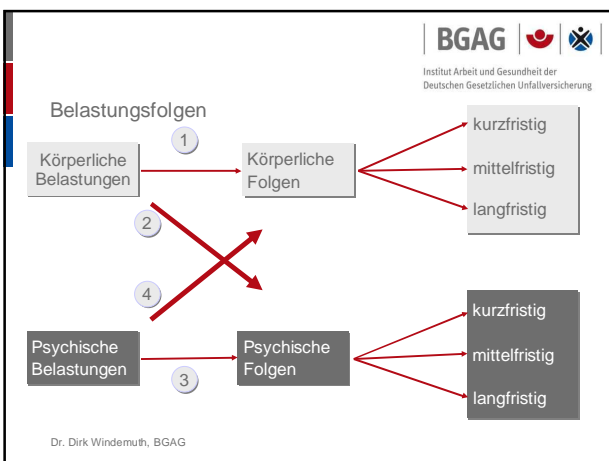 BGAG
Institut Arbeit und Gesundheit der
Deutschen Gesetzlichen Unfallversicherung
Belastungsfolgen
1
Körperliche
Belastungen
Körperliche
Folgen
kurzfristig
mittelfristig
langfristig
2
4
Psychische
Belastungen
3
Psychische
Folgen
kurzfristig
mittelfristig
langfristig
Dr. Dirk Windemuth, BGAG